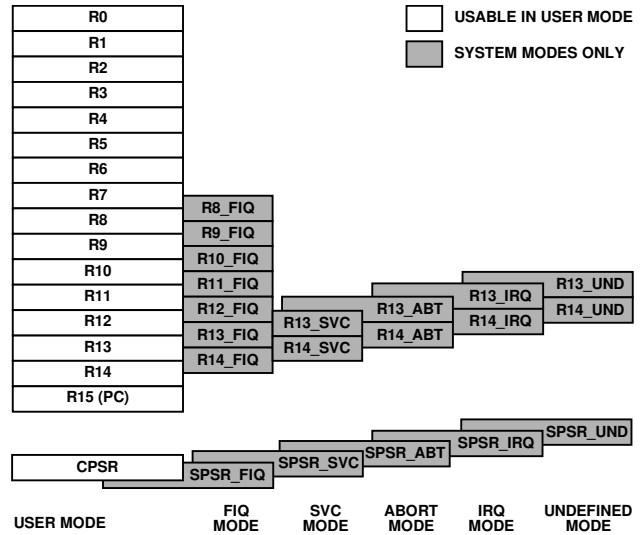 R0
R1
R2
R3
R4
R5
R6
R7
R8
R9
R10
R11
R12
R13
R14
R15 (PC)
USABLE IN USER MODE
SYSTEM MODES ONLY
R8_FIQ
R9_FIQ
R10_FIQ
R11_FIQ
R12_FIQ
R13_FIQ
R14_FIQ
R13_SVC
R14_SVC
R13_ABT
R14_ABT
R13_IRQ
R14_IRQ
R13_UND
R14_UND
CPSR
SPSR_FIQ
SPSR_SVC
SPSR_ABT
SPSR_IRQ
SPSR_UND
USER MODE
FIQ
MODE
SVC
MODE
ABORT
MODE
IRQ
MODE
UNDEFINED
MODE